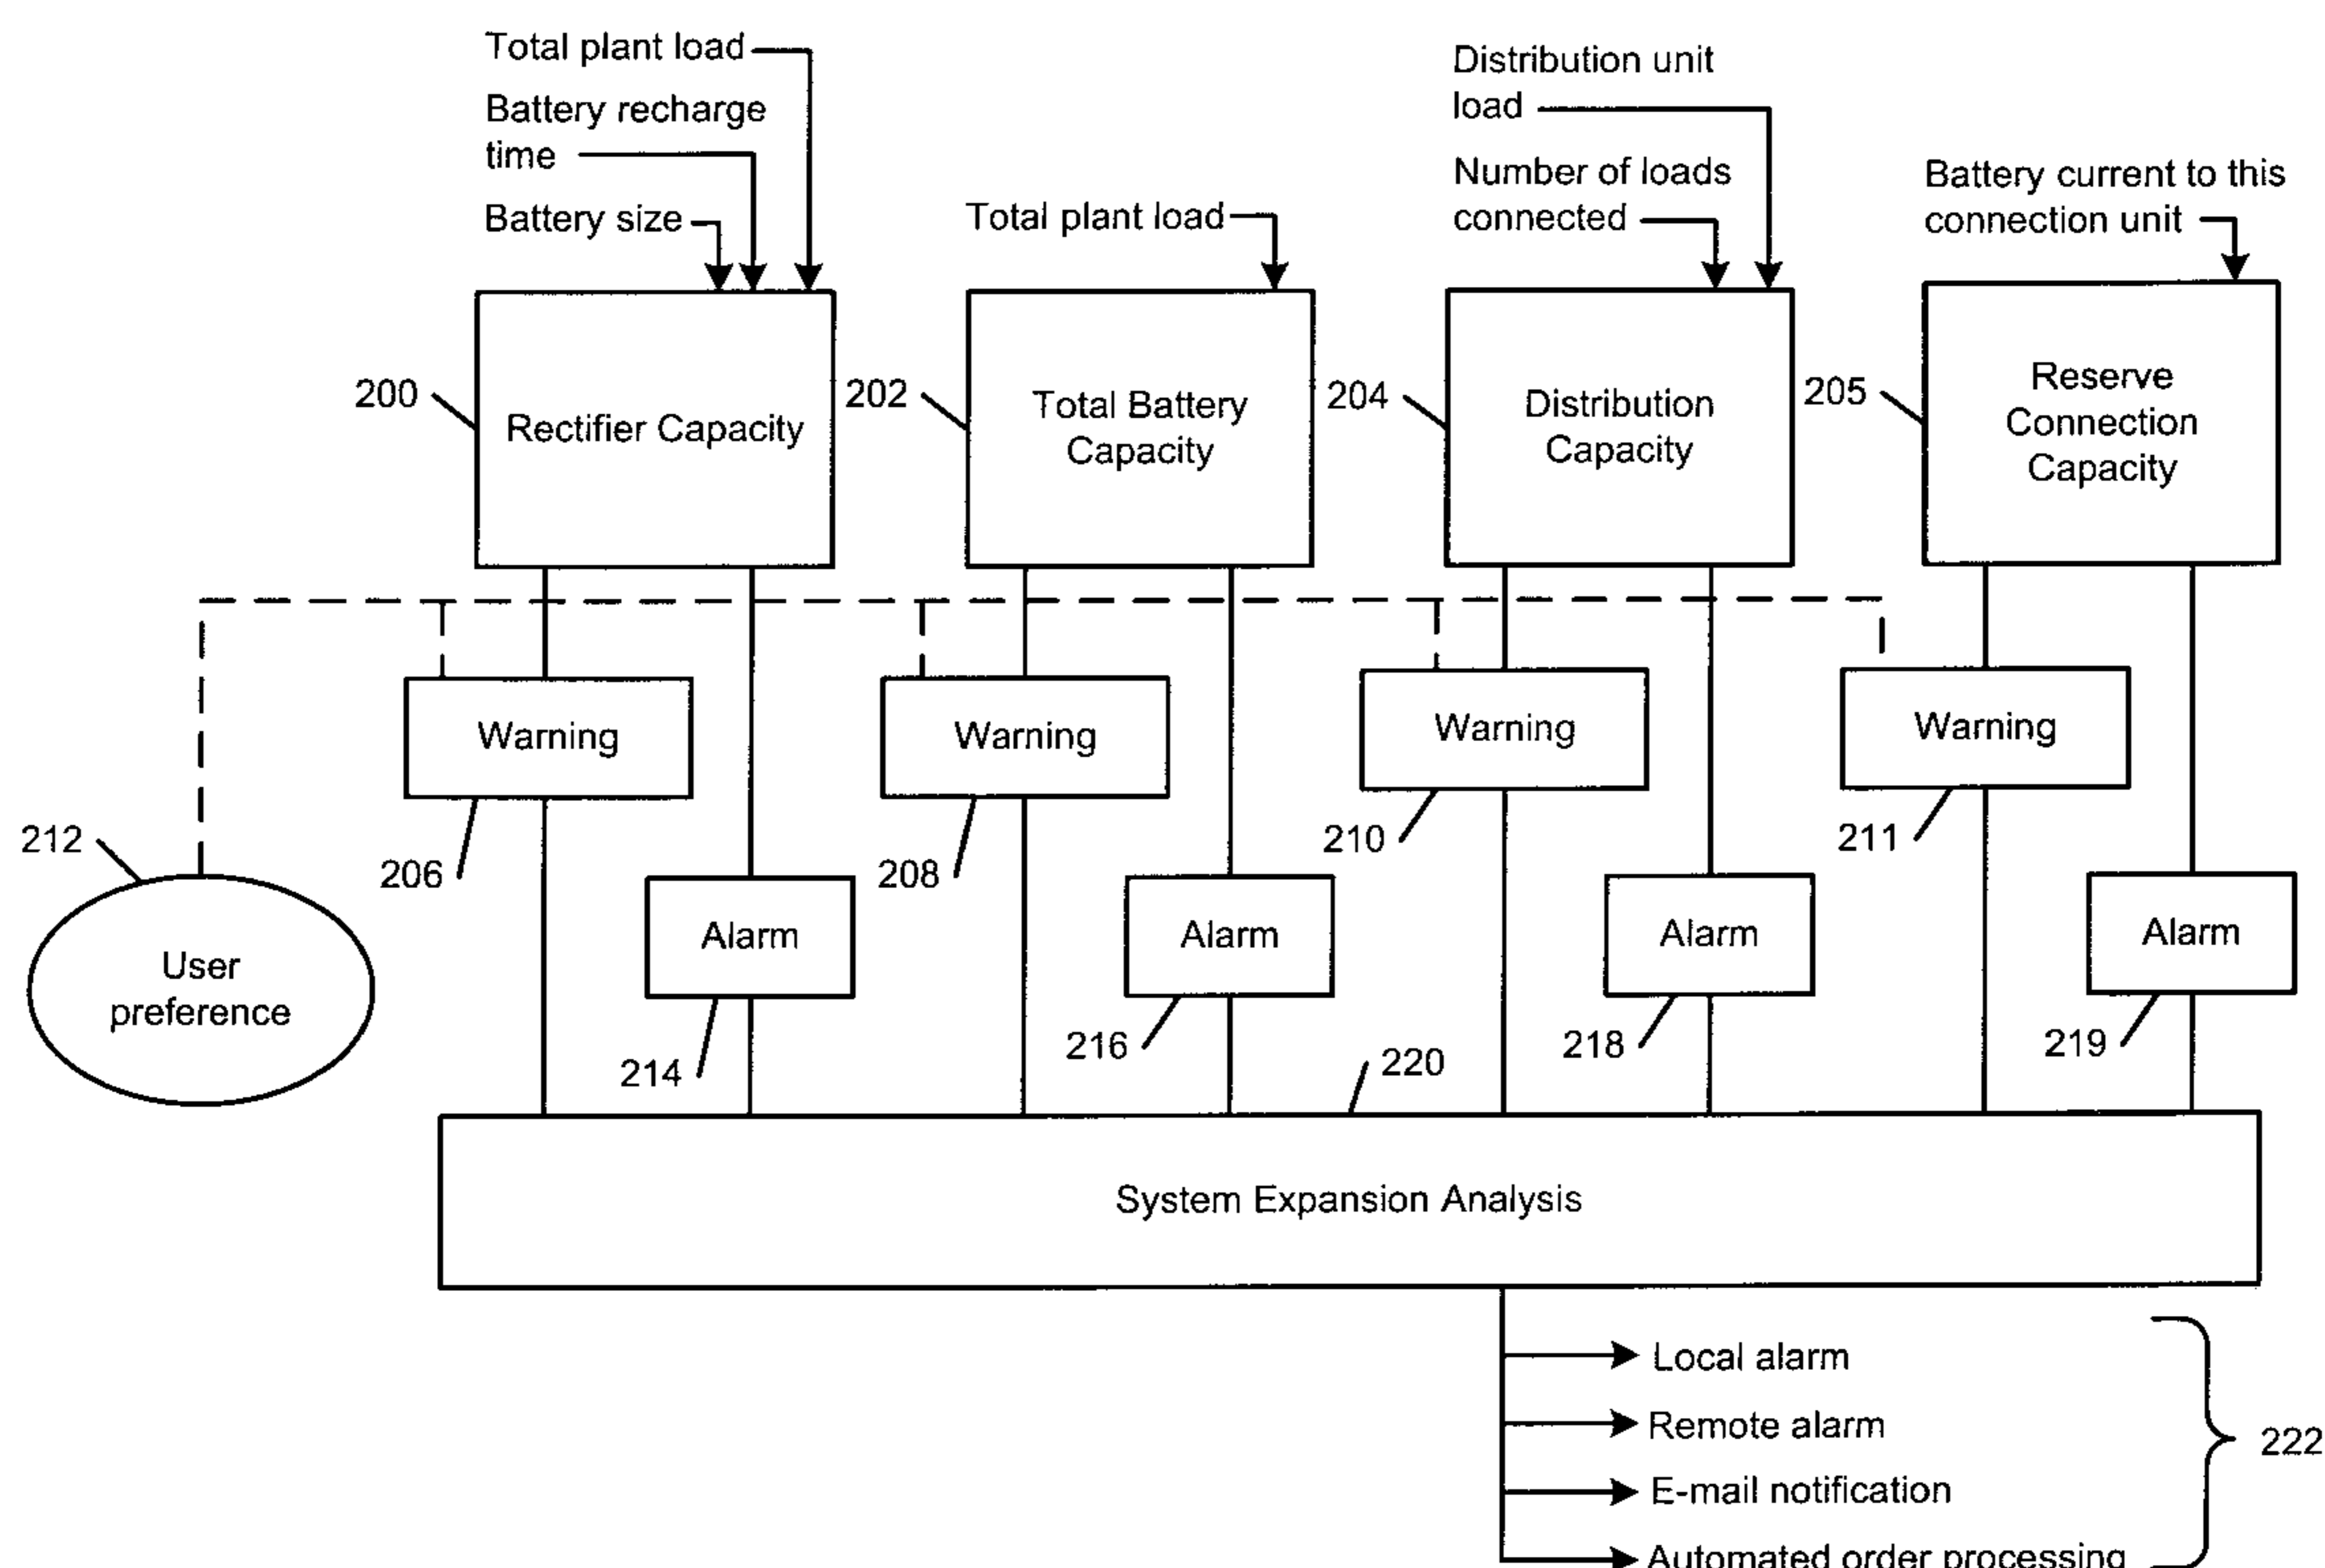 Total plant load
Battery recharge
time
Battery size
Total plant load
Distribution unit
load
Number of loads
connected
Battery current to this
connection unit
200
Rectifier Capacity
202
Total Battery
Capacity
204
Distribution
Capacity
205
Reserve
Connection
Capacity
Warning
Warning
Warning
Warning
212
206
208
210
211
User
preference
Alarm
Alarm
Alarm
Alarm
214
216
220
218
219
System Expansion Analysis
Local alarm
Remote alarm
E-mail notification
Automated order processing
222